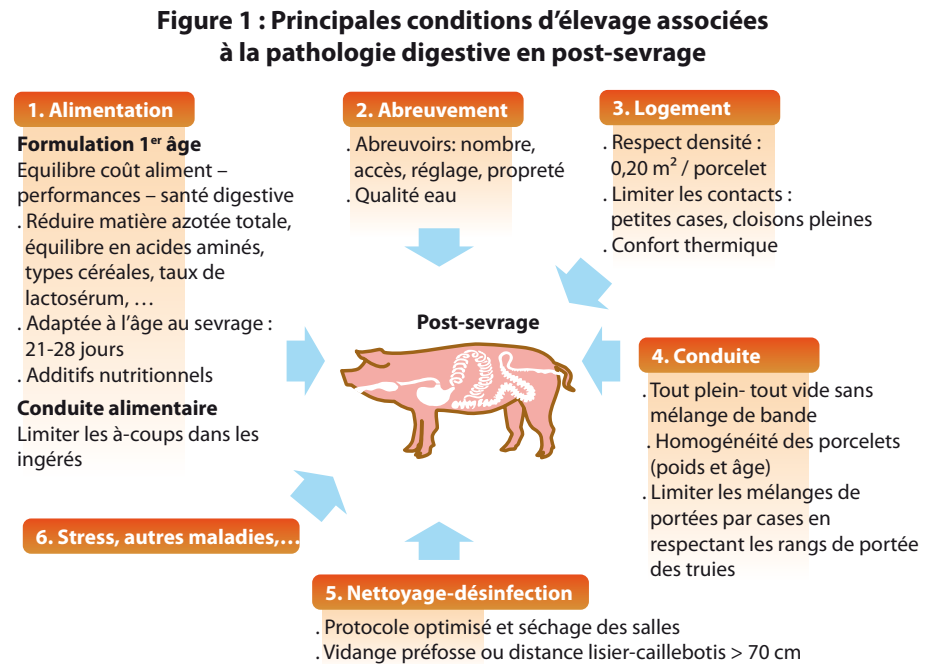 Figure 1 : Principales conditions d'élevage associées
à la pathologie digestive en post-sevrage
1. Alimentation
Formulation 1er âge
Equilibre coût aliment –
performances – santé digestive
. Réduire matière azotée totale,
équilibre en acides aminés,
types céréales, taux de
lactosérum, …
. Adaptée à l'âge au sevrage :
21-28 jours
. Additifs nutritionnels
Conduite alimentaire
Limiter les à-coups dans les
ingérés
2. Abreuvement
. Abreuvoirs: nombre,
accès, réglage, propreté
. Qualité eau
3. Logement
. Respect densité :
0,20 m² / porcelet
. Limiter les contacts :
petites cases, cloisons pleines
. Confort thermique
Post-sevrage
4. Conduite
. Tout plein- tout vide sans
mélange de bande
. Homogénéité des porcelets
(poids et âge)
. Limiter les mélanges de
portées par cases en
respectant les rangs de portée
des truies
5. Nettoyage-désinfection
. Protocole optimisé et séchage des salles
. Vidange préfosse ou distance lisier-caillebotis > 70 cm
6. Stress, autres maladies,…